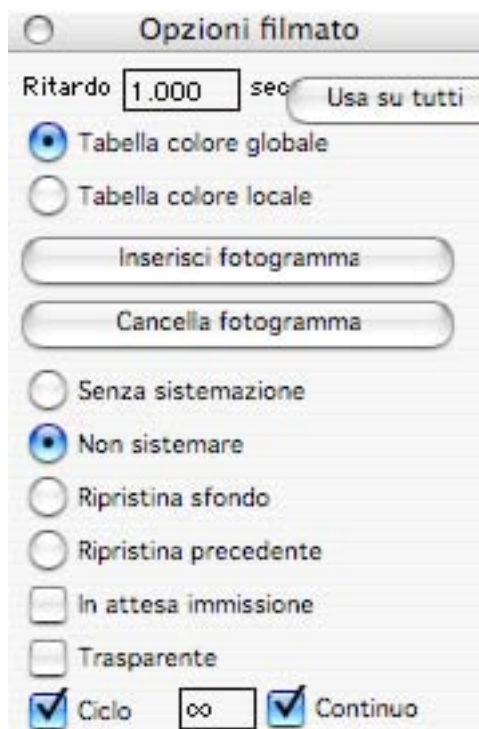 Opzioni filmato
Ritardo 1.000 sec Usa su tutti
Tabella colore globale
Tabella colore locale
Inserisci fotogramma
Cancella fotogramma
Senza sistemazione
Non sistemare
Ripristina sfondo
Ripristina precedente
In attesa immissione
Trasparente
Ciclo ∞ Continuo